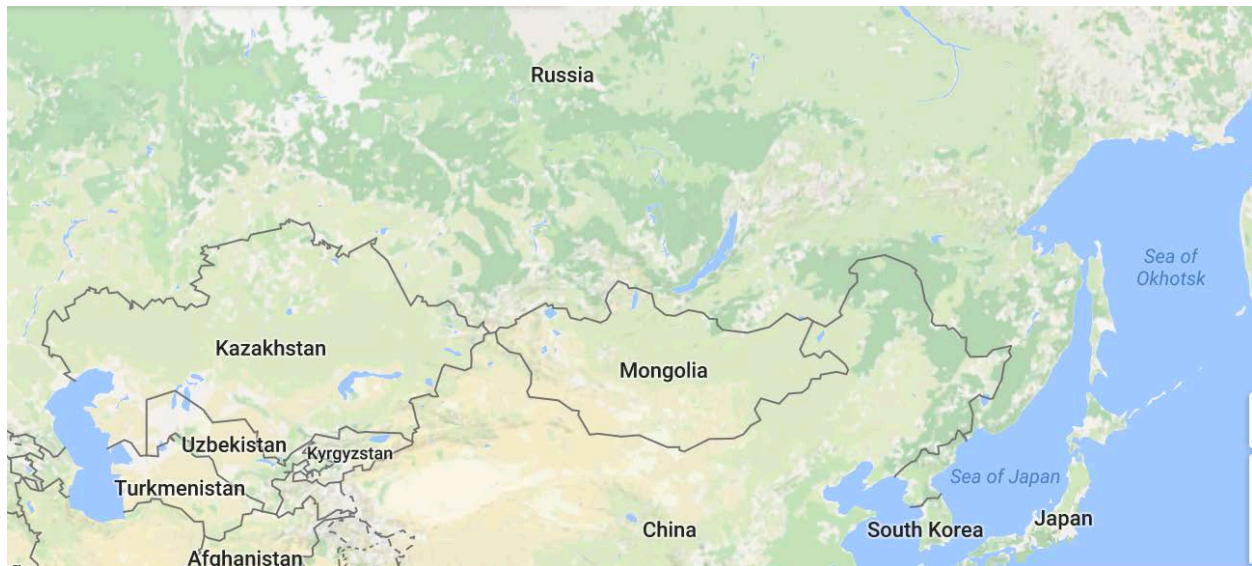 Russia
Sea of
Okhotsk
Kazakhstan
Mongolia
Uzbekistan
Kyrgyzstan
Turkmenistan
Sea of Japan
China
South Korea
Japan
Afghanistan